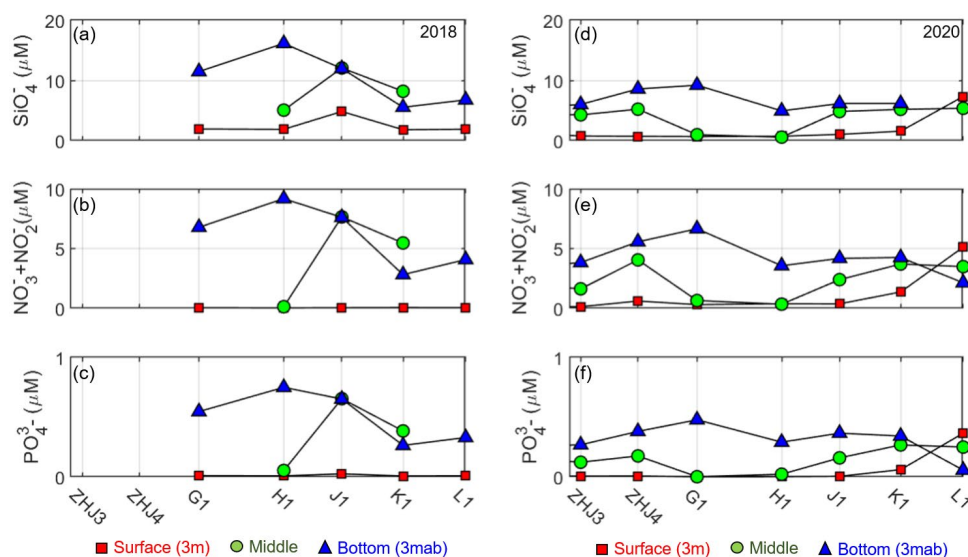 (a) 2018
SiO₄⁻ (μM)
20
10
0
(b)
NO₃⁻+NO₂⁻(μM)
10
5
0
(c)
PO₄³⁻ (μM)
1
0
ZHJ3 ZHJ4 G1 H1 J1 K1 L1
Surface (3m) Middle Bottom (3mab)
(d) 2020
SiO₄⁻ (μM)
20
10
0
(e)
NO₃⁻+NO₂⁻(μM)
10
5
0
(f)
PO₄³⁻ (μM)
1
0
ZHJ3 ZHJ4 G1 H1 J1 K1 L1
Surface (3m) Middle Bottom (3mab)